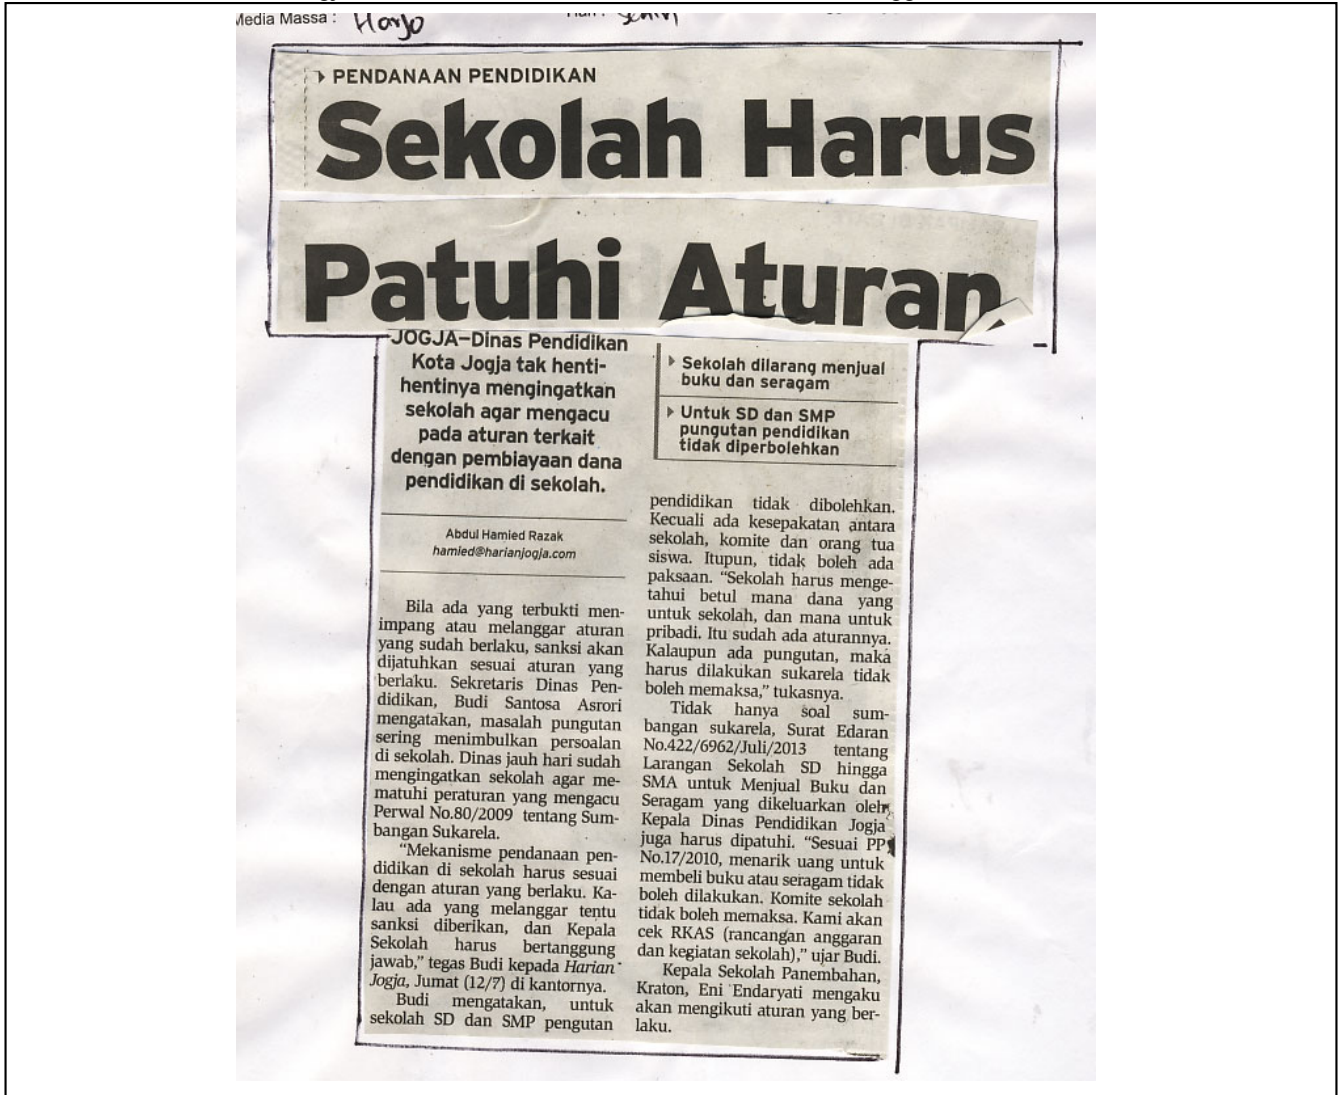 Media Massa :
Harjo
PENDANAAN PENDIDIKAN
Sekolah Harus
Patuhi Aturan
JOGJA—Dinas Pendidikan
Kota Jogja tak henti-
hentinya mengingatkan
sekolah agar mengacu
pada aturan terkait
dengan pembiayaan dana
pendidikan di sekolah.
Abdul Hamied Razak
hamied@harianjogja.com
Bila ada yang terbukti men-
impang atau melanggar aturan
yang sudah berlaku, sanksi akan
dijatuhkan sesuai aturan yang
berlaku. Sekretaris Dinas Pen-
didikan, Budi Santosa Asrori
mengatakan, masalah pungutan
sering menimbulkan persoalan
di sekolah. Dinas jauh hari sudah
mengingatkan sekolah agar me-
matuhi peraturan yang mengacu
Perwal No.80/2009 tentang Sum-
bangan Sukarela.
“Mekanisme pendanaan pen-
didikan di sekolah harus sesuai
dengan aturan yang berlaku. Ka-
lau ada yang melanggar tentu
sanksi diberikan, dan Kepala
Sekolah harus bertanggung
jawab,” tegas Budi kepada Harian
Jogja, Jumat (12/7) di kantornya.
Budi mengatakan, untuk
sekolah SD dan SMP pengutan
Sekolah dilarang menjual
buku dan seragam
Untuk SD dan SMP
pungutan pendidikan
tidak diperbolehkan
pendidikan tidak dibolehkan.
Kecuali ada kesepakatan antara
sekolah, komite dan orang tua
siswa. Itupun, tidak boleh ada
paksaan. “Sekolah harus menge-
tahui betul mana dana yang
untuk sekolah, dan mana untuk
pribadi. Itu sudah ada aturannya.
Kalaupun ada pungutan, maka
harus dilakukan sukarela tidak
boleh memaksa,” tukasnya.
Tidak hanya soal sum-
bangan sukarela, Surat Edaran
No.422/6962/Juli/2013 tentang
Larangan Sekolah SD hingga
SMA untuk Menjual Buku dan
Seragam yang dikeluarkan oleh
Kepala Dinas Pendidikan Jogja
juga harus dipatuhi. “Sesuai PP
No.17/2010, menarik uang untuk
membeli buku atau seragam tidak
boleh dilakukan. Komite sekolah
tidak boleh memaksa. Kami akan
cek RKAS (rancangan anggaran
dan kegiatan sekolah),” ujar Budi.
Kepala Sekolah Panembahan,
Kraton, Eni Endaryati mengaku
akan mengikuti aturan yang ber-
laku.